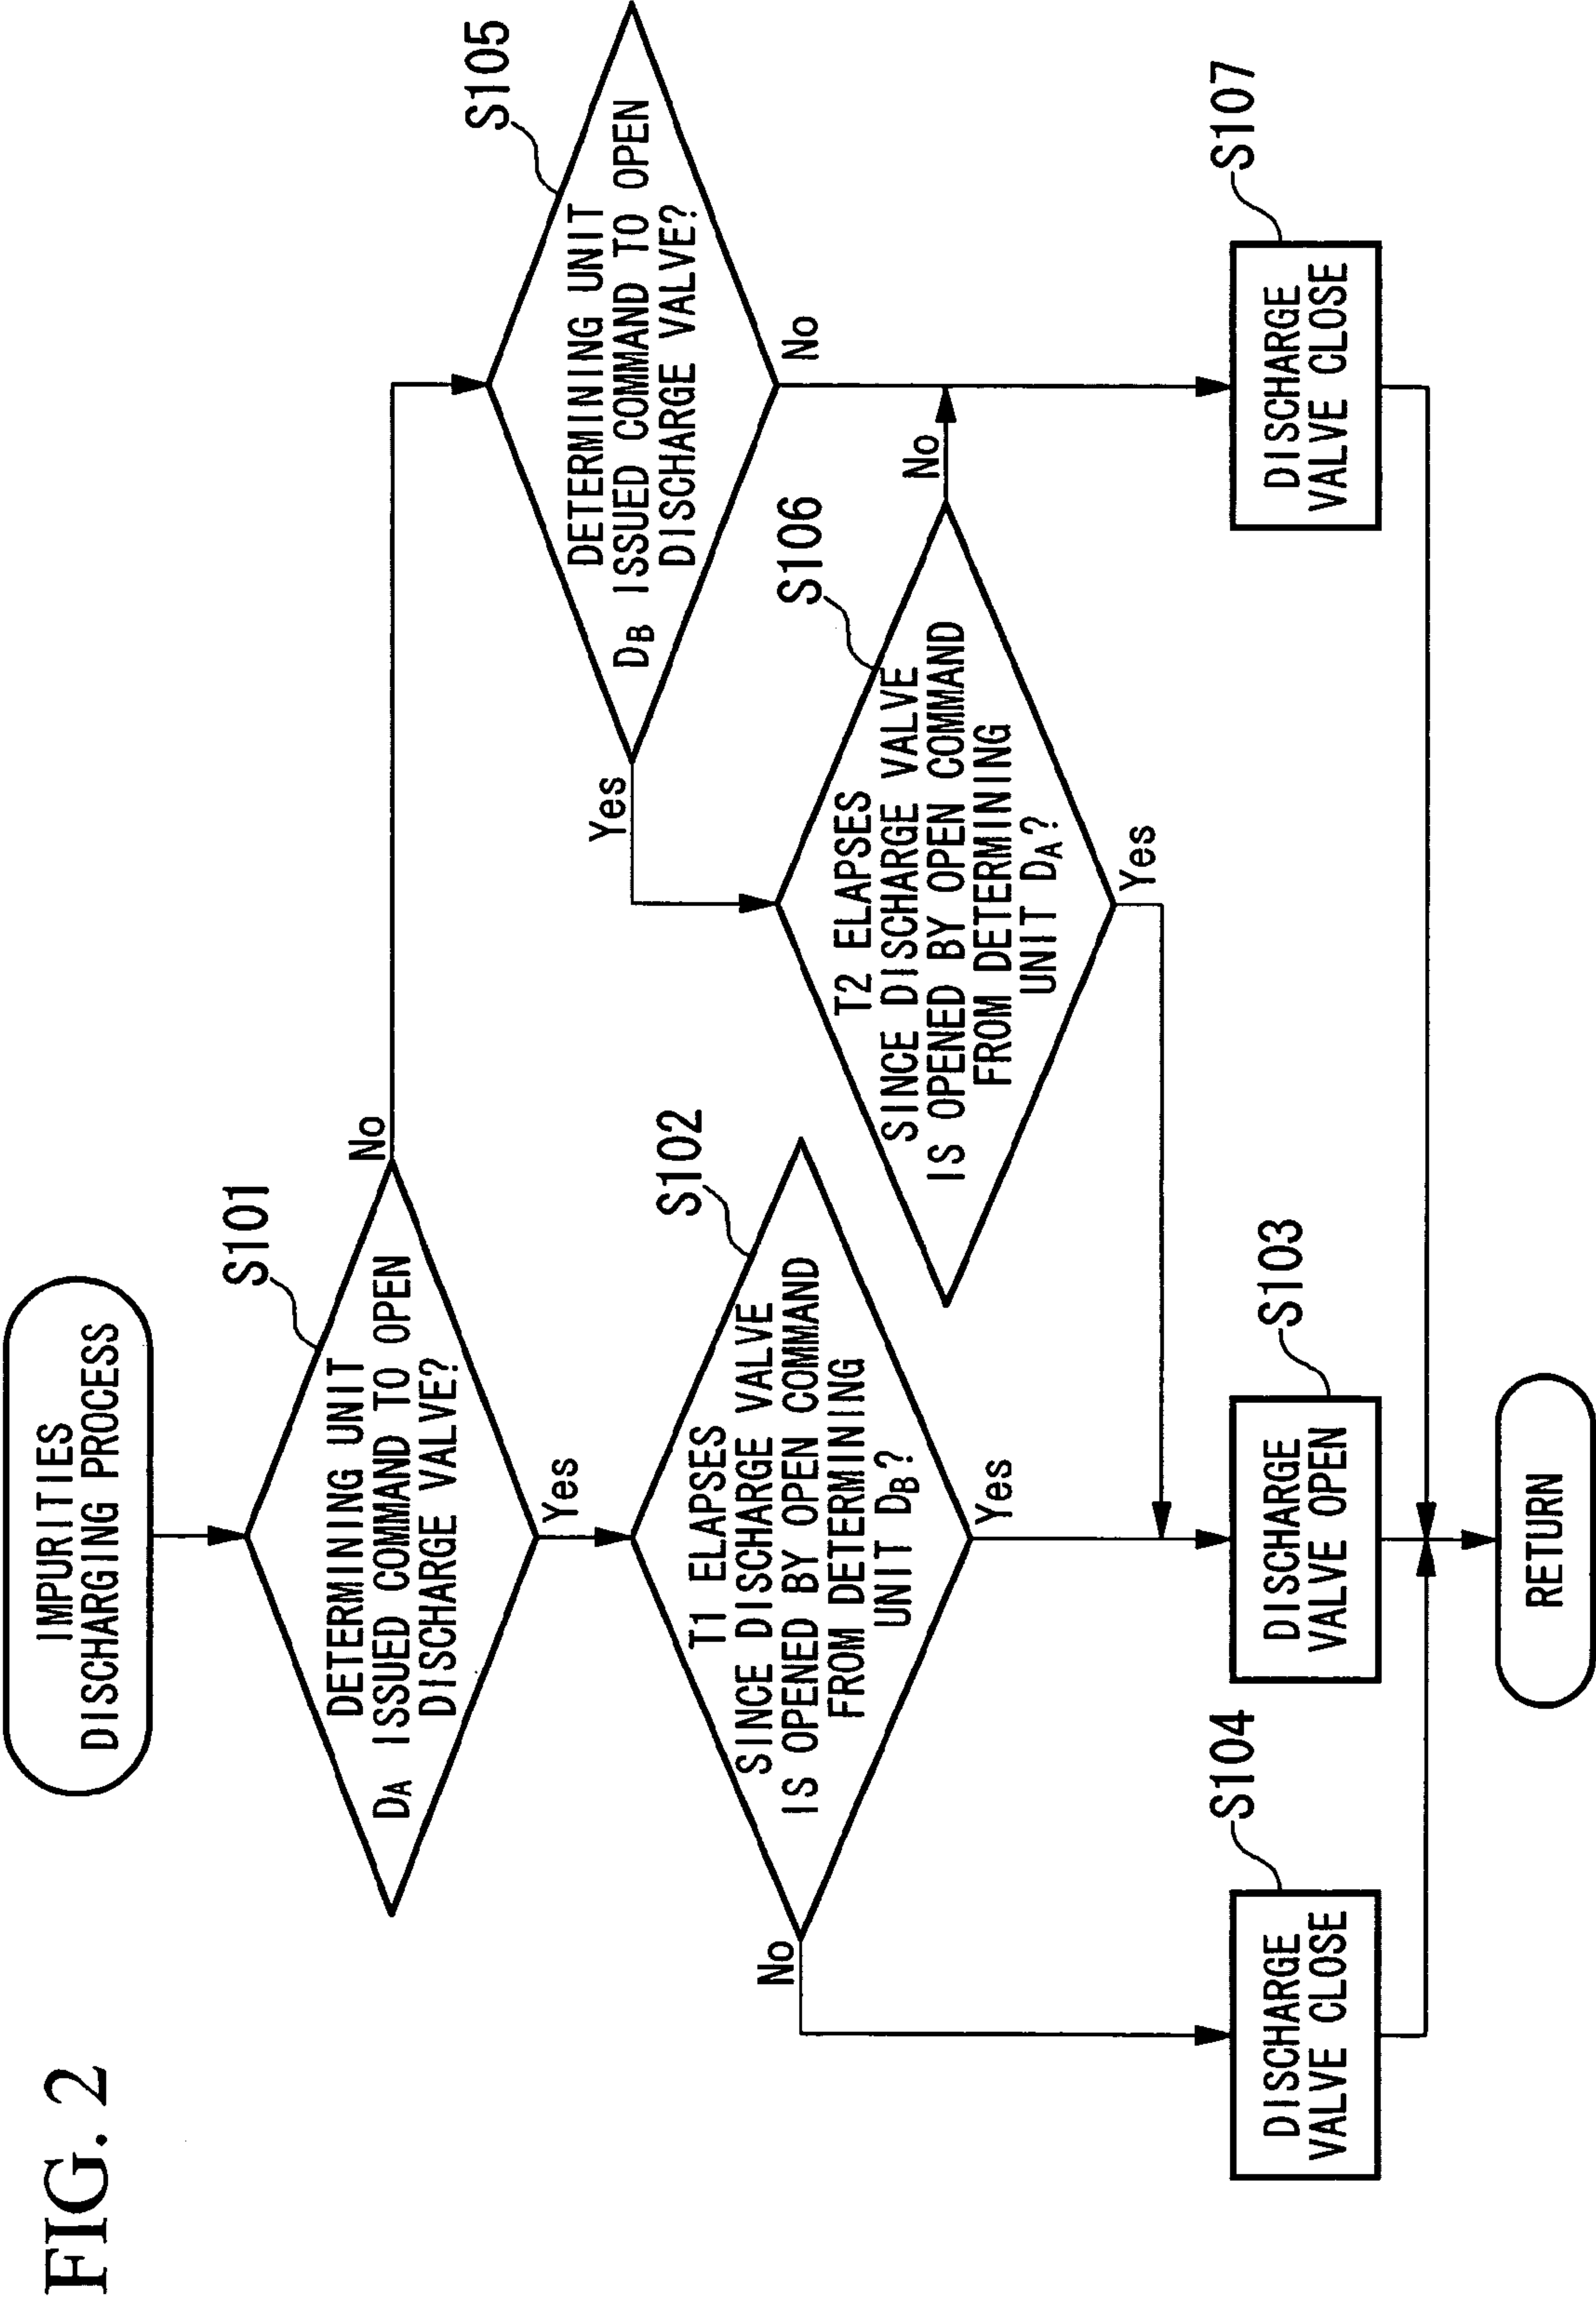 FIG. 2
IMPURITIES
DISCHARGING PROCESS
S101
DETERMINING UNIT
DA ISSUED COMMAND TO OPEN
DISCHARGE VALVE?
No
Yes
S102
T1 ELAPSES
SINCE DISCHARGE VALVE
IS OPENED BY OPEN COMMAND
FROM DETERMINING
UNIT DB?
No
Yes
S105
DETERMINING UNIT
DB ISSUED COMMAND TO OPEN
DISCHARGE VALVE?
Yes
No
S106
T2 ELAPSES
SINCE DISCHARGE VALVE
IS OPENED BY OPEN COMMAND
FROM DETERMINING
UNIT DA?
No
Yes
S104
DISCHARGE
VALVE CLOSE
S103
DISCHARGE
VALVE OPEN
S107
DISCHARGE
VALVE CLOSE
RETURN